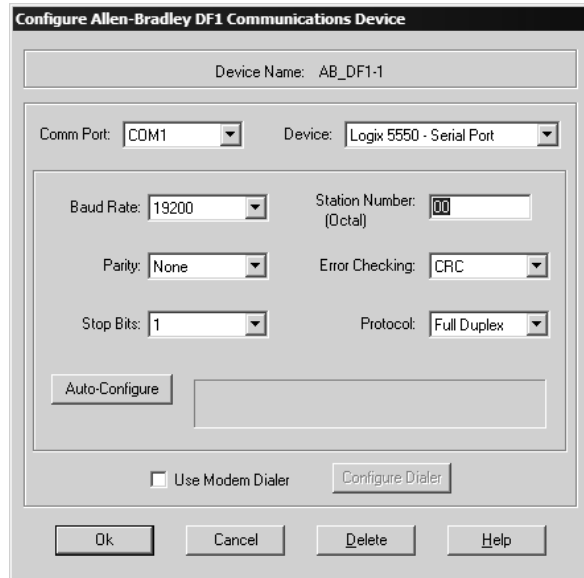 Configure Allen-Bradley DF1 Communications Device
Device Name: AB_DF1-1
Comm Port: COM1 Device: Logix 5550 - Serial Port
Baud Rate: 19200 Station Number: 00
(Octal)
Parity: None Error Checking: CRC
Stop Bits: 1 Protocol: Full Duplex
Auto-Configure
Use Modem Dialer Configure Dialer
Ok Cancel Delete Help